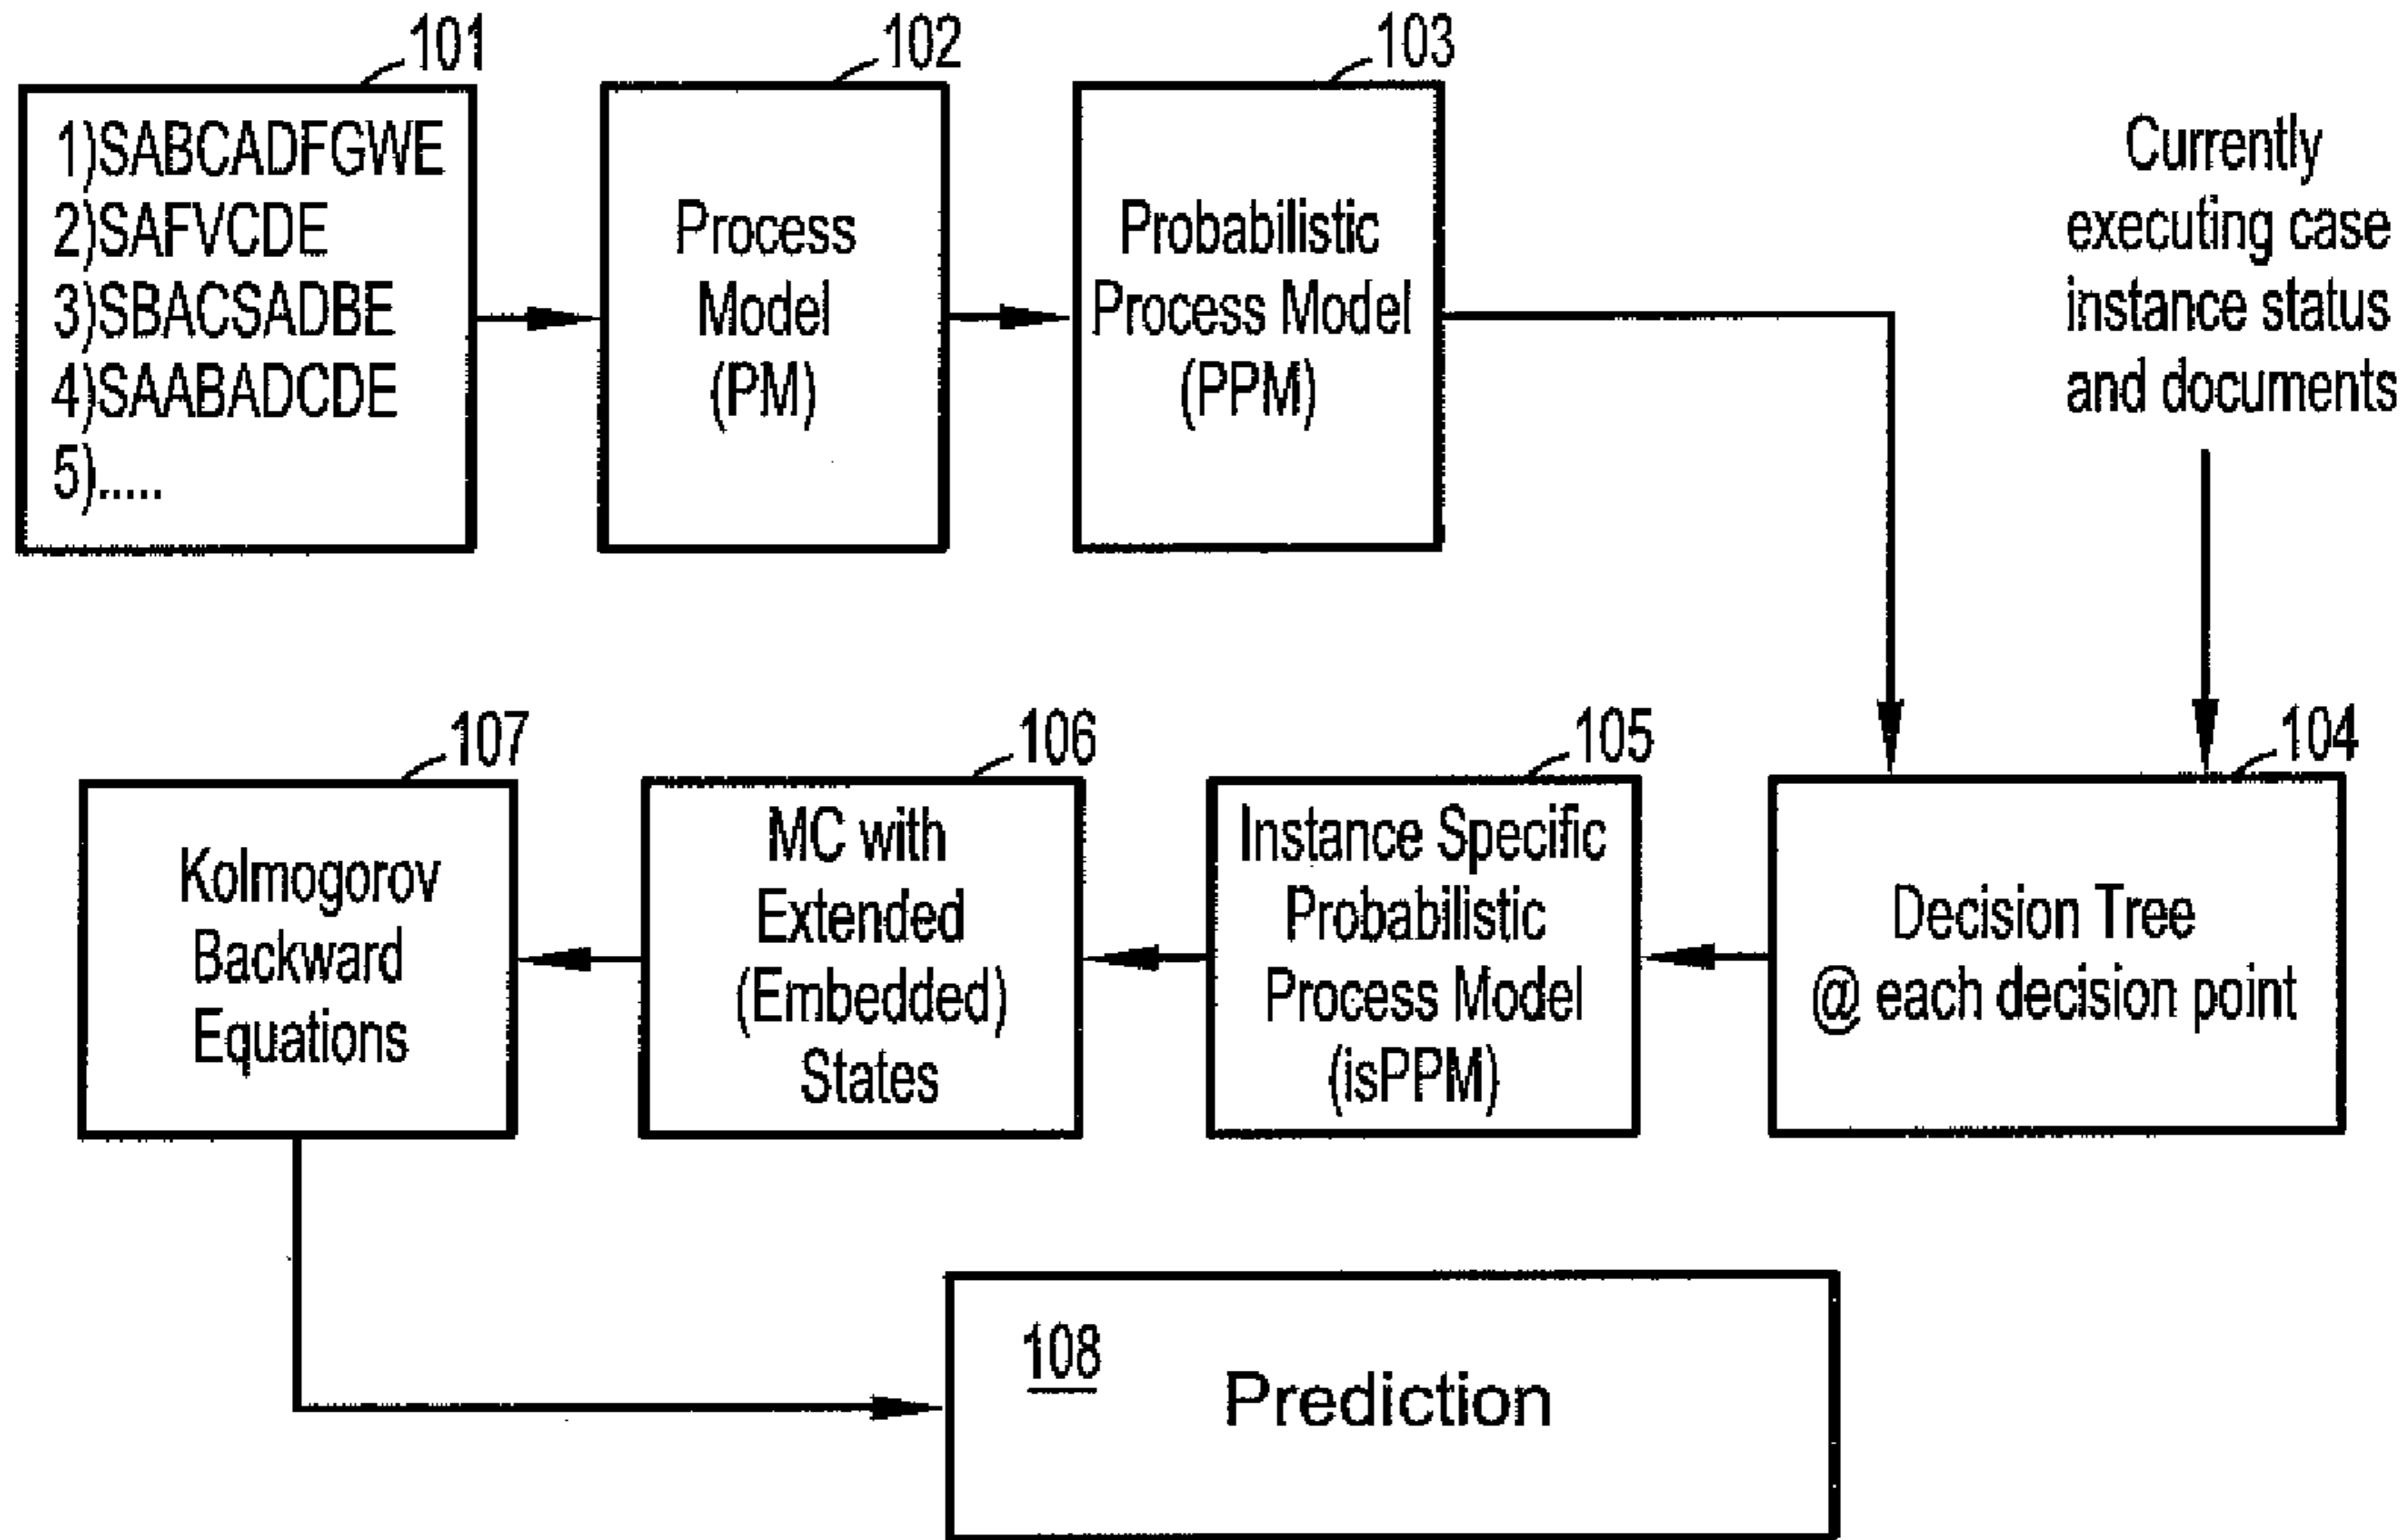 101
1)SABCADFGWE
2)SAFVCDE
3)SBACSADBE
4)SAABADCDE
5).....
102
Process
Model
(PM)
103
Probabilistic
Process Model
(PPM)
Currently
executing case
instance status
and documents
104
Decision Tree
@ each decision point
105
Instance Specific
Probabilistic
Process Model
(isPPM)
106
MC with
Extended
(Embedded)
States
107
Kolmogorov
Backward
Equations
108
Prediction